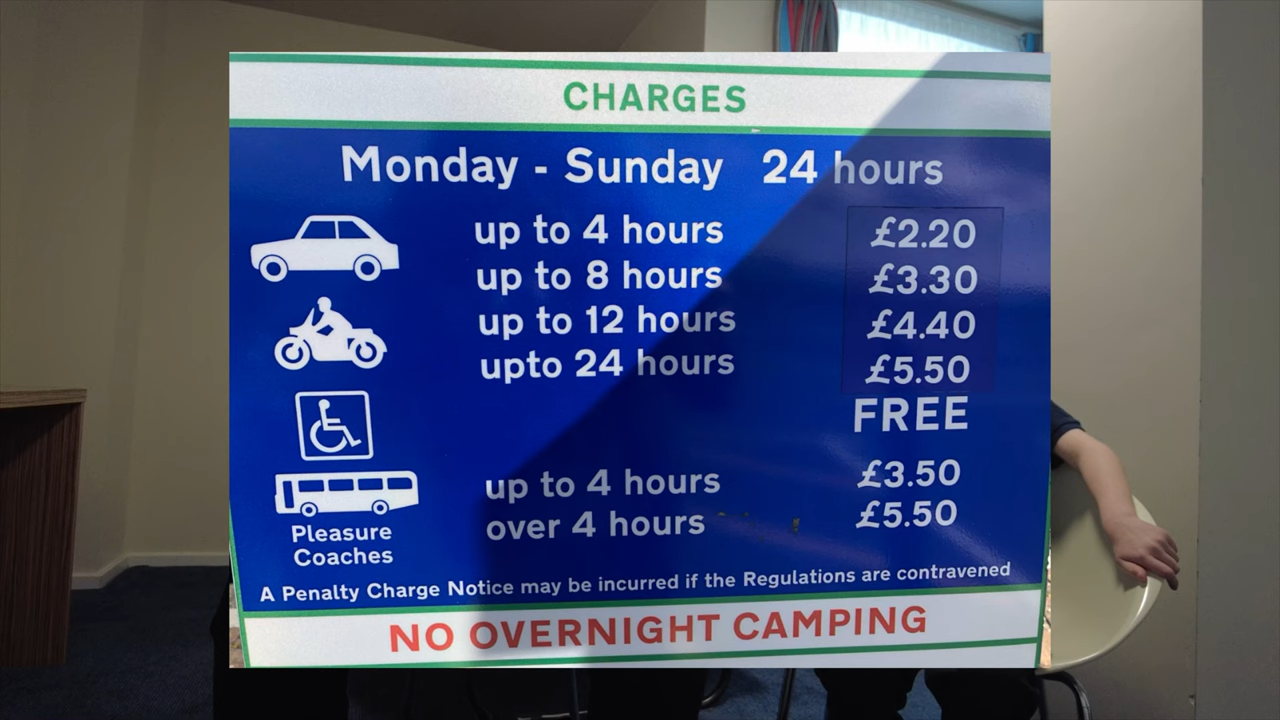 CHARGES
Monday - Sunday 24 hours
up to 4 hours £2.20
up to 8 hours £3.30
up to 12 hours £4.40
upto 24 hours £5.50
FREE
up to 4 hours £3.50
over 4 hours £5.50
Pleasure
Coaches
A Penalty Charge Notice may be incurred if the Regulations are contravened
NO OVERNIGHT CAMPING